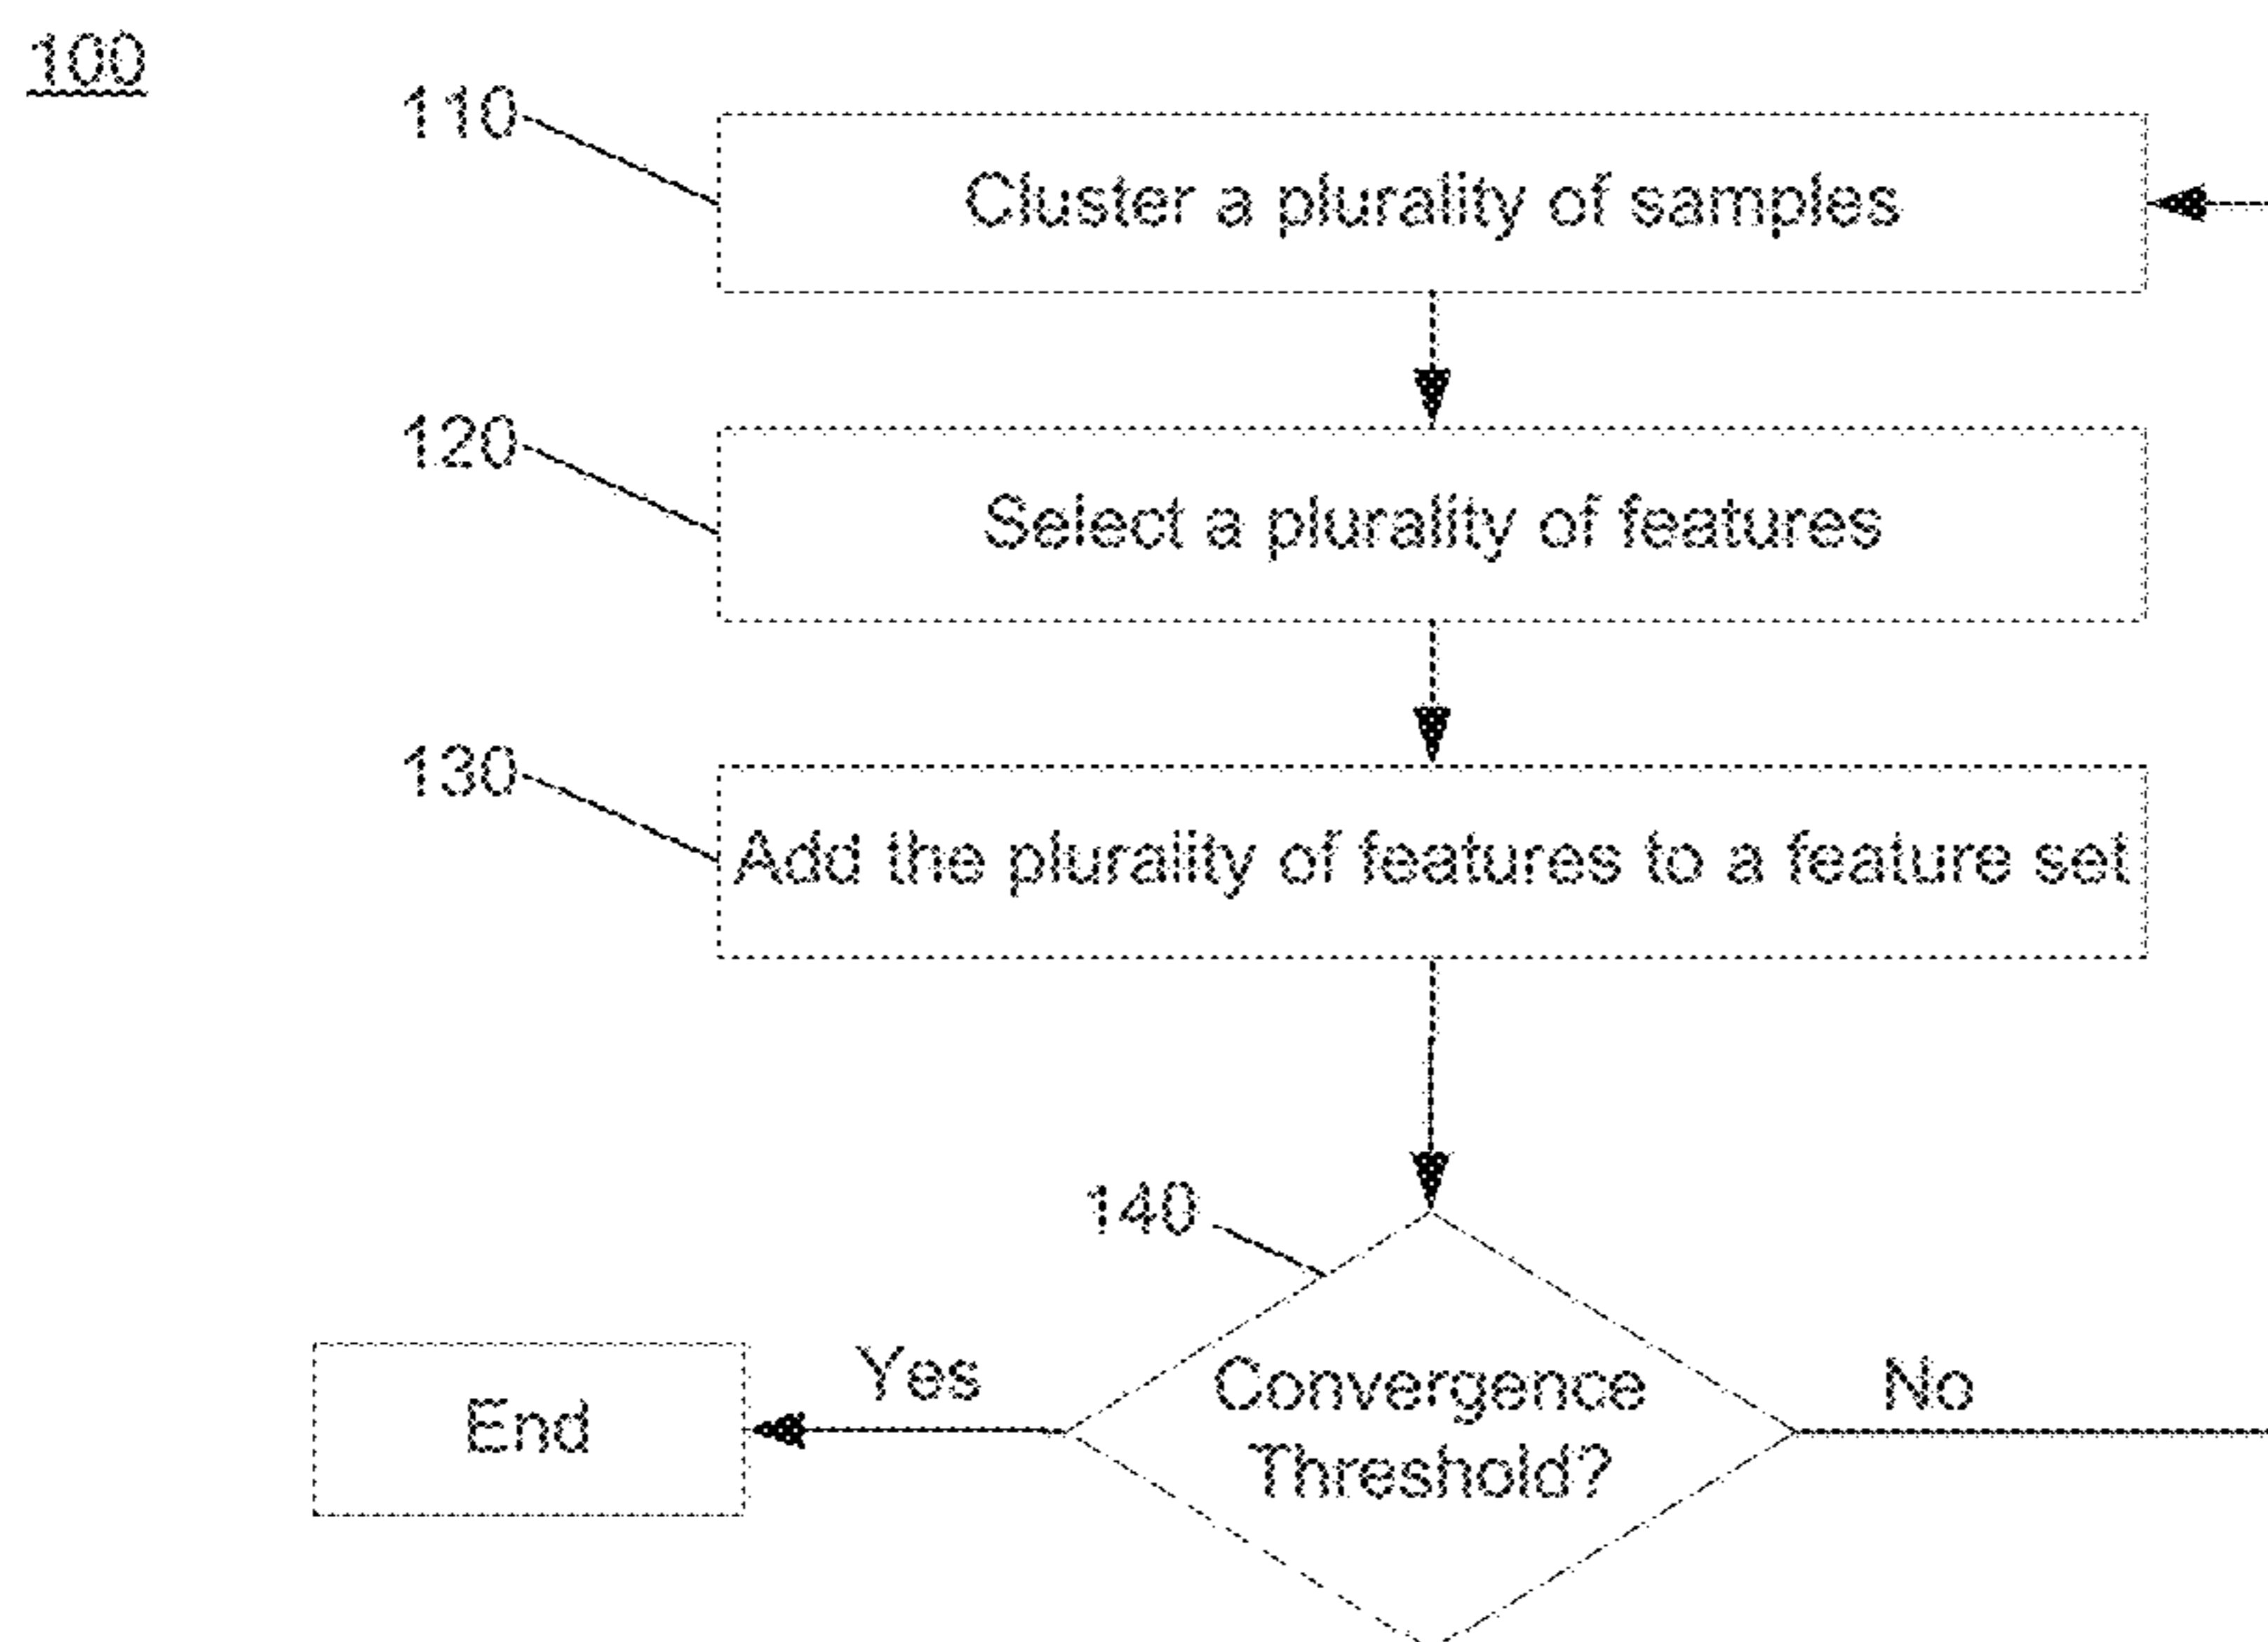 100
110
Cluster a plurality of samples
120
Select a plurality of features
130
Add the plurality of features to a feature set
140
Convergence
Threshold?
Yes
No
End